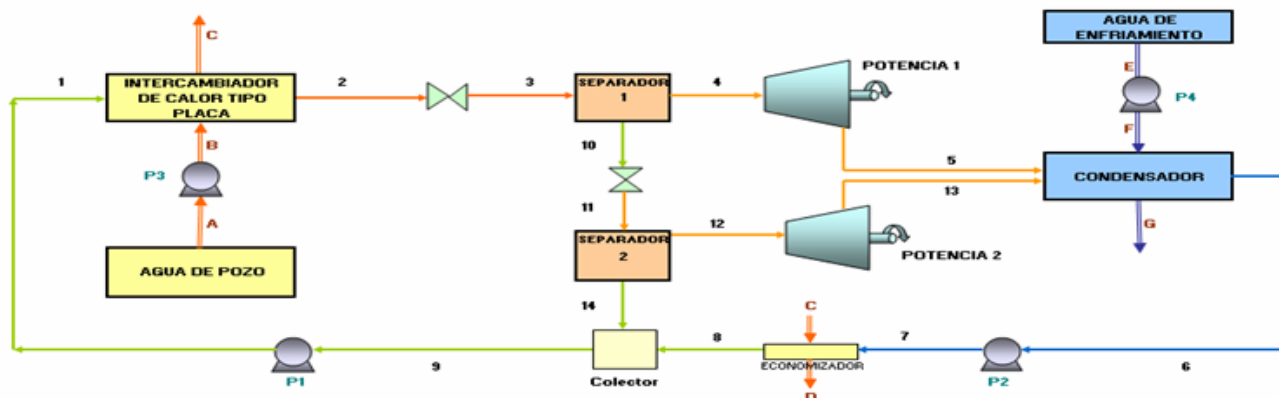 C
AGUA DE
ENFRIAMIENTO
1
INTERCAMBIADOR
DE CALOR TIPO
PLACA
2
3
SEPARADOR
1
4
POTENCIA 1
E
P4
F
B
P3
A
10
5
13
CONDENSADOR
11
SEPARADOR
2
12
POTENCIA 2
G
AGUA DE POZO
14
C
P1
9
Colector
8
ECONOMIZADOR
7
P2
6
D